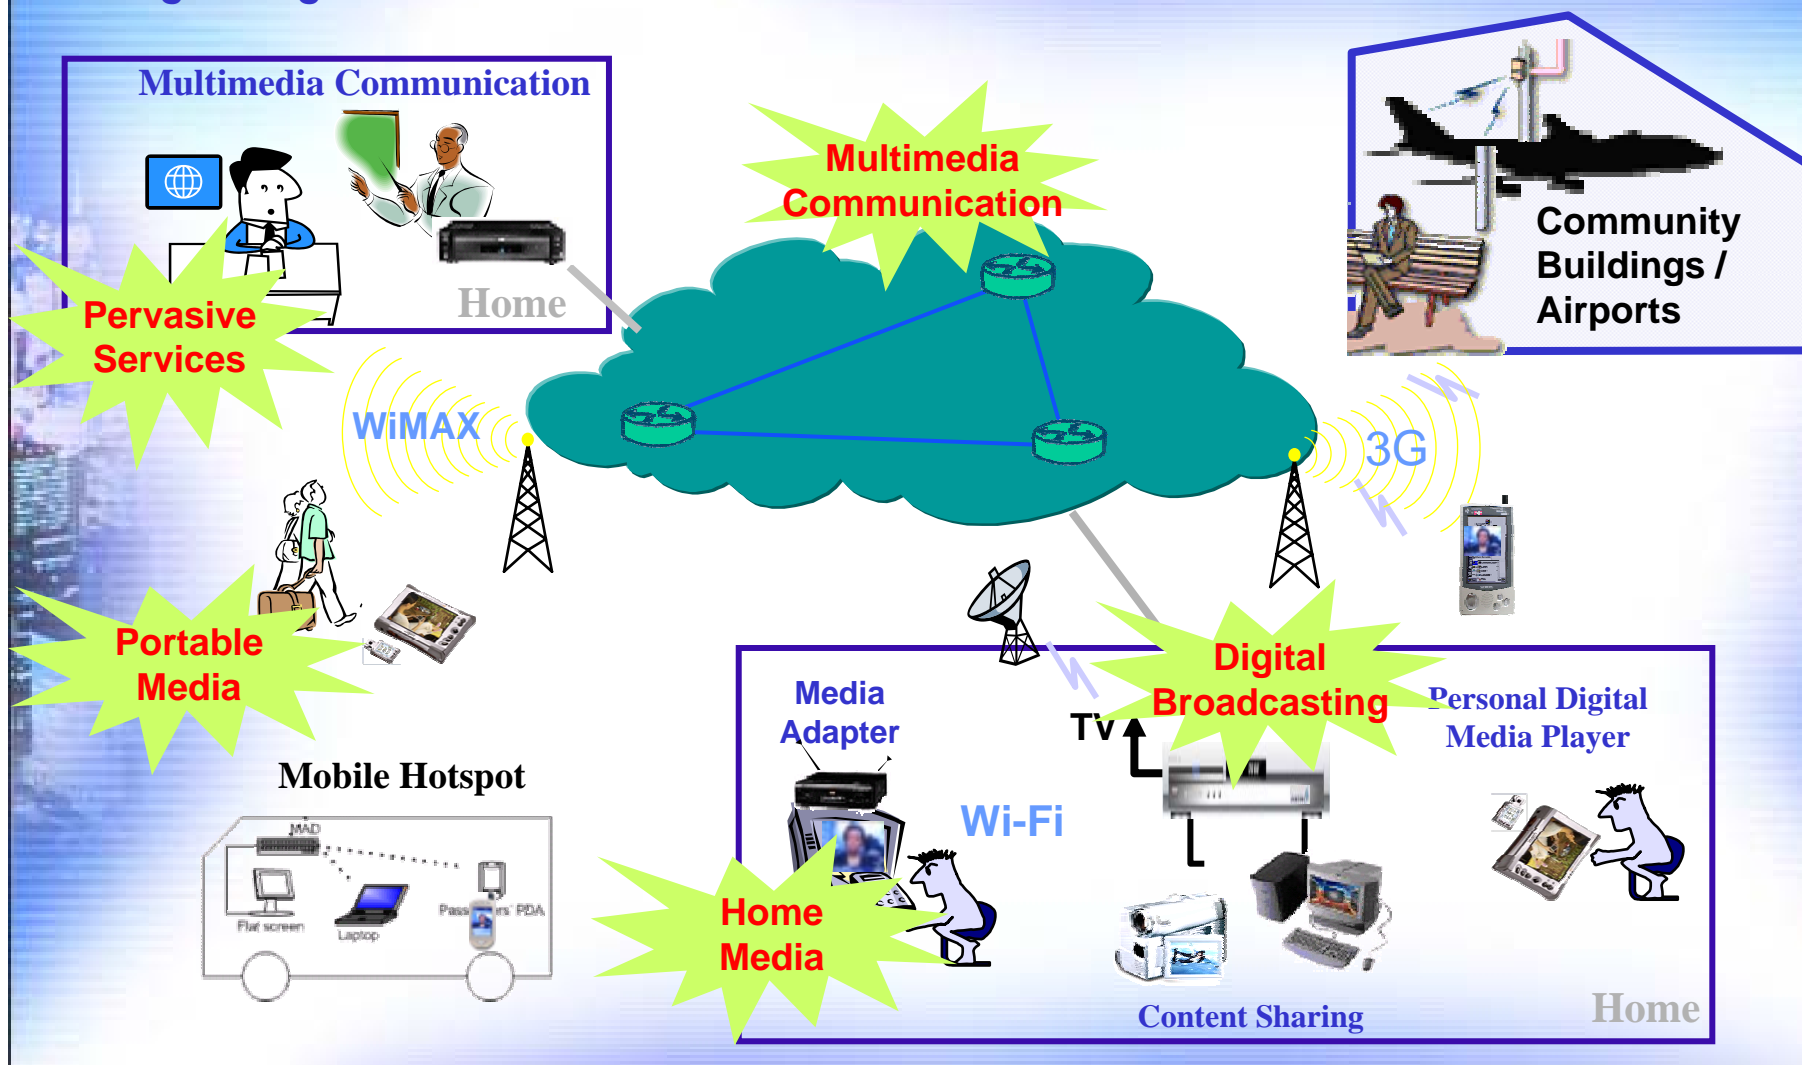 Multimedia Communication
Home
Pervasive
Services
Multimedia
Communication
Community
Buildings /
Airports
WiMAX
3G
Portable
Media
Mobile Hotspot
MAD
Flat screen
Laptop
PDA
Media
Adapter
TV
Digital
Broadcasting
Personal Digital
Media Player
Wi-Fi
Home
Media
Content Sharing
Home